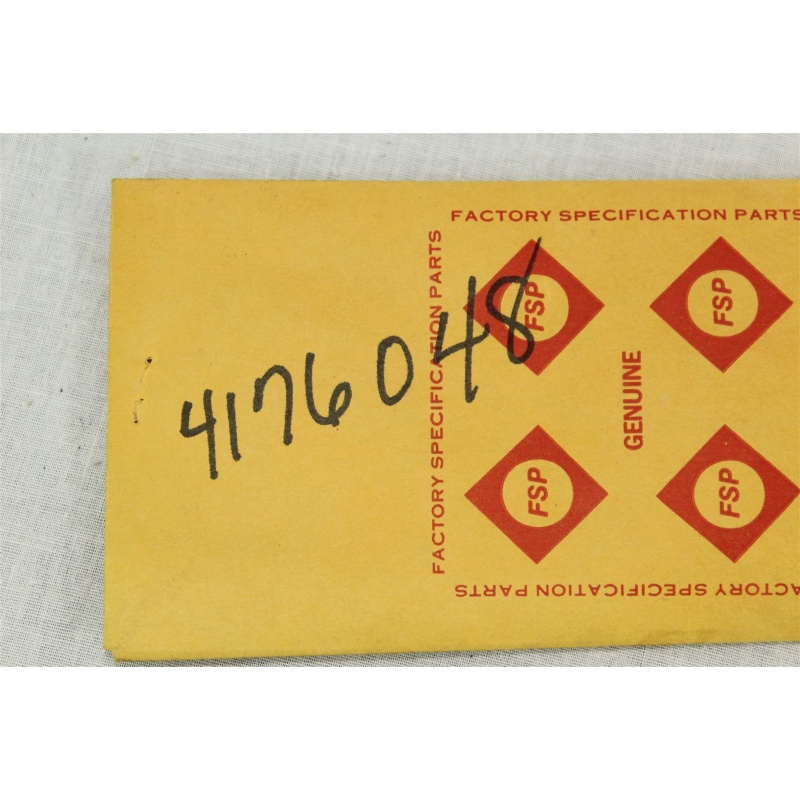 FACTORY SPECIFICATION PARTS
FACTORY SPECIFICATION PARTS
4176048
FSP
FSP
GENUINE
FSP
FSP
FACTORY SPECIFICATION PARTS